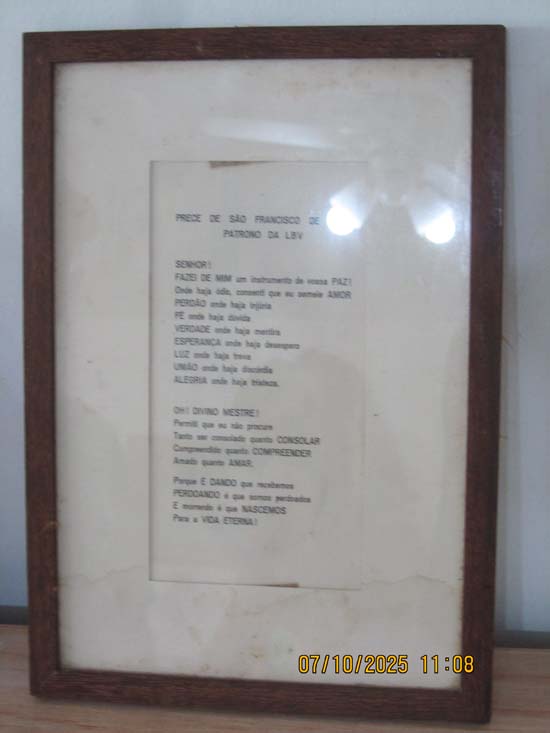 PRECE DE SÃO FRANCISCO DE
PATRONO DA LBV
SENHOR!
FAZEI DE MIM um instrumento de vossa PAZ!
Onde haja ódio, consenti que eu semeie AMOR
PERDÃO onde haja injúria
FÉ onde haja dúvida
VERDADE onde haja mentira
ESPERANÇA onde haja desespero
LUZ onde haja treva
UNIÃO onde haja discórdia
ALEGRIA onde haja tristeza.
OH! DIVINO MESTRE!
Permiti que eu não procure
Tanto ser consolado quanto CONSOLAR
Compreendido quanto COMPREENDER
Amado quanto AMAR.
Porque E DANDO que recebemos
PERDOANDO é que somos perdoados
E morrendo é que NASCEMOS
Para a VIDA ETERNA!
07/10/2025 11:08